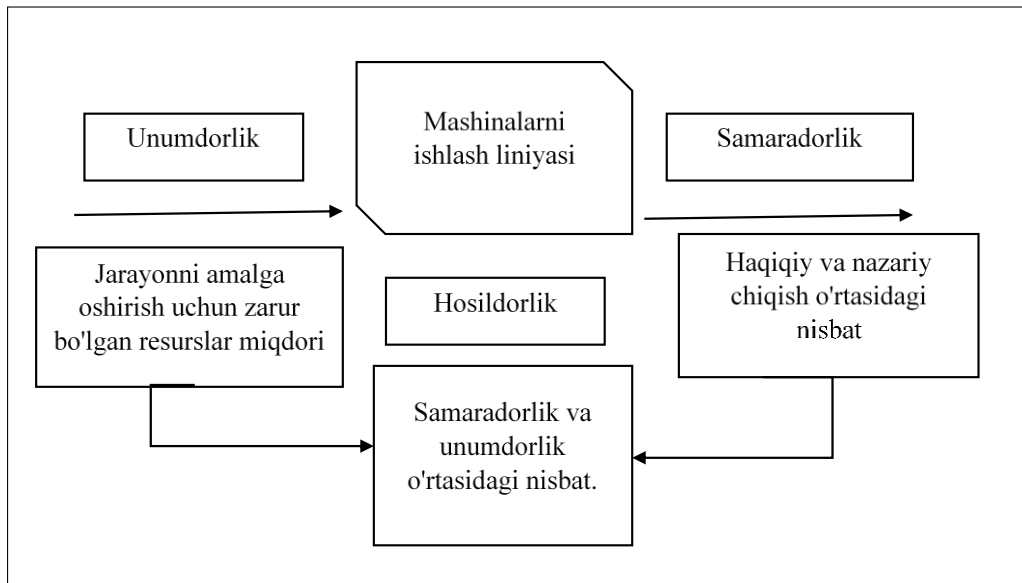 Unumdorlik
Mashinalarni
ishlash liniyasi
Samaradorlik
Jarayonni amalga
oshirish uchun zarur
bo'lgan resurslar miqdori
Hosildorlik
Haqiqiy va nazariy
chiqish o'rtasidagi
nisbat
Samaradorlik va
unumdorlik
o'rtasidagi nisbat.